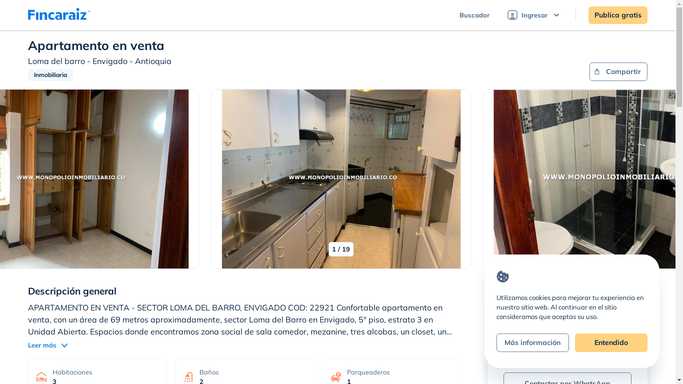 Fincaraiz
Buscador
Ingresar
Publica gratis
Apartamento en venta
Loma del barro - Envigado - Antioquia
Inmobiliaria
Compartir
WWW.MONOPOLIOINMOBILIARIO.CO
WWW.MONOPOLIOINMOBILIARIO.CO
WWW.MONOPOLIOINMOBILIAR
1 / 19
Descripción general
APARTAMENTO EN VENTA - SECTOR LOMA DEL BARRO, ENVIGADO COD: 22921 Confortable apartamento en
venta, con un área de 69 metros aproximadamente, sector Loma del Barro en Envigado, 5° piso, estrato 3 en
Unidad Abierta. Espacios donde encontramos zona social de sala comedor, mezanine, tres alcobas, un closet, un...
Leer más
Habitaciones
3
Baños
2
Parqueaderos
1
Utilizamos cookies para mejorar tu experiencia en
nuestro sitio web. Al continuar en el sitio
consideramos que aceptas su uso.
Más información
Entendido
Contactar por WhatsApp